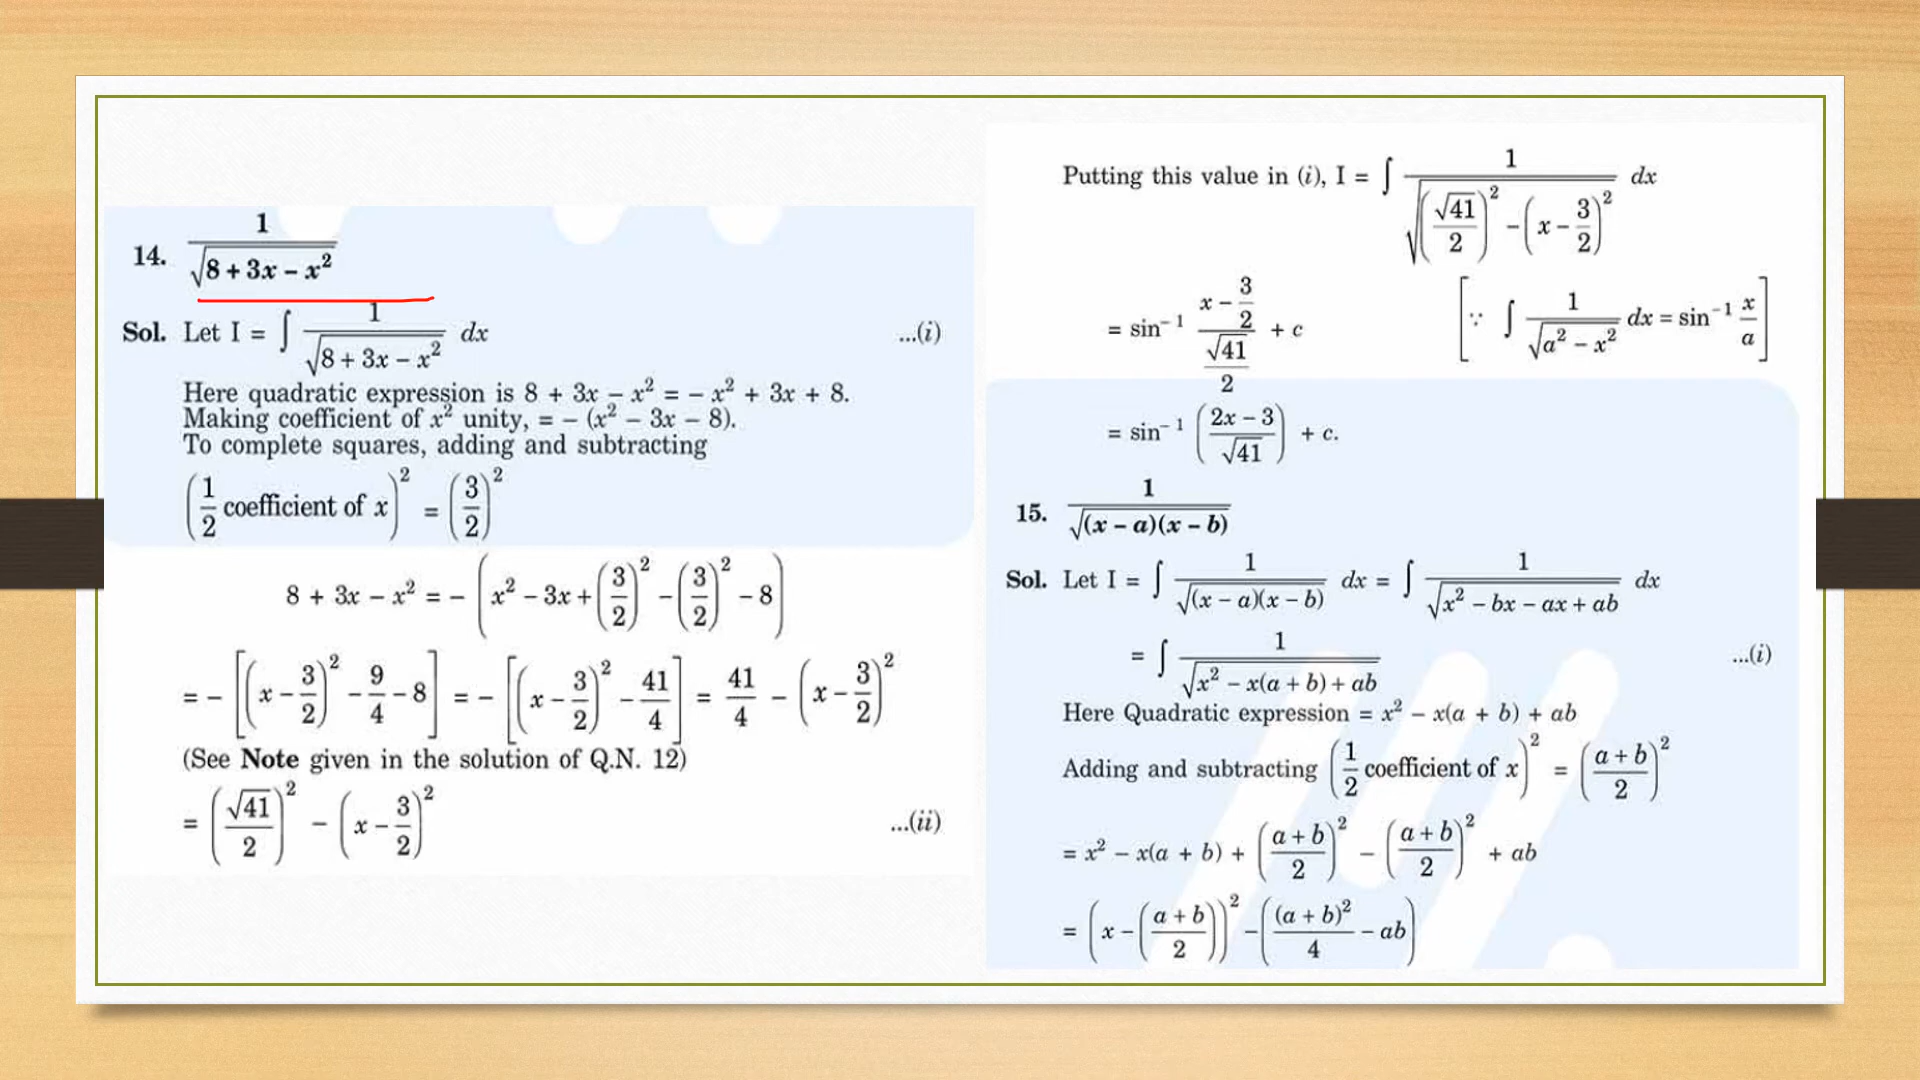 14. 1/√(8 + 3x – x²)
Sol. Let I = ∫ 1/√(8 + 3x – x²) dx ...(i)
Here quadratic expression is 8 + 3x – x² = – x² + 3x + 8.
Making coefficient of x² unity, = – (x² – 3x – 8).
To complete squares, adding and subtracting
(1/2 coefficient of x)² = (3/2)²
8 + 3x – x² = – (x² – 3x + (3/2)² – (3/2)² – 8)
= – [(x – 3/2)² – 9/4 – 8] = – [(x – 3/2)² – 41/4] = 41/4 – (x – 3/2)²
(See Note given in the solution of Q.N. 12)
= (√41/2)² – (x – 3/2)² ...(ii)
Putting this value in (i), I = ∫ 1/√((√41/2)² – (x – 3/2)²) dx
= sin⁻¹ (x – 3/2)/(√41/2) + c [∵ ∫ 1/√(a² – x²) dx = sin⁻¹ x/a]
= sin⁻¹ ((2x – 3)/√41) + c.
15. 1/√((x – a)(x – b))
Sol. Let I = ∫ 1/√((x – a)(x – b)) dx = ∫ 1/√(x² – bx – ax + ab) dx
= ∫ 1/√(x² – x(a + b) + ab) ...(i)
Here Quadratic expression = x² – x(a + b) + ab
Adding and subtracting (1/2 coefficient of x)² = ((a + b)/2)²
= x² – x(a + b) + ((a + b)/2)² – ((a + b)/2)² + ab
= (x – ((a + b)/2))² – ((a + b)²/4 – ab)